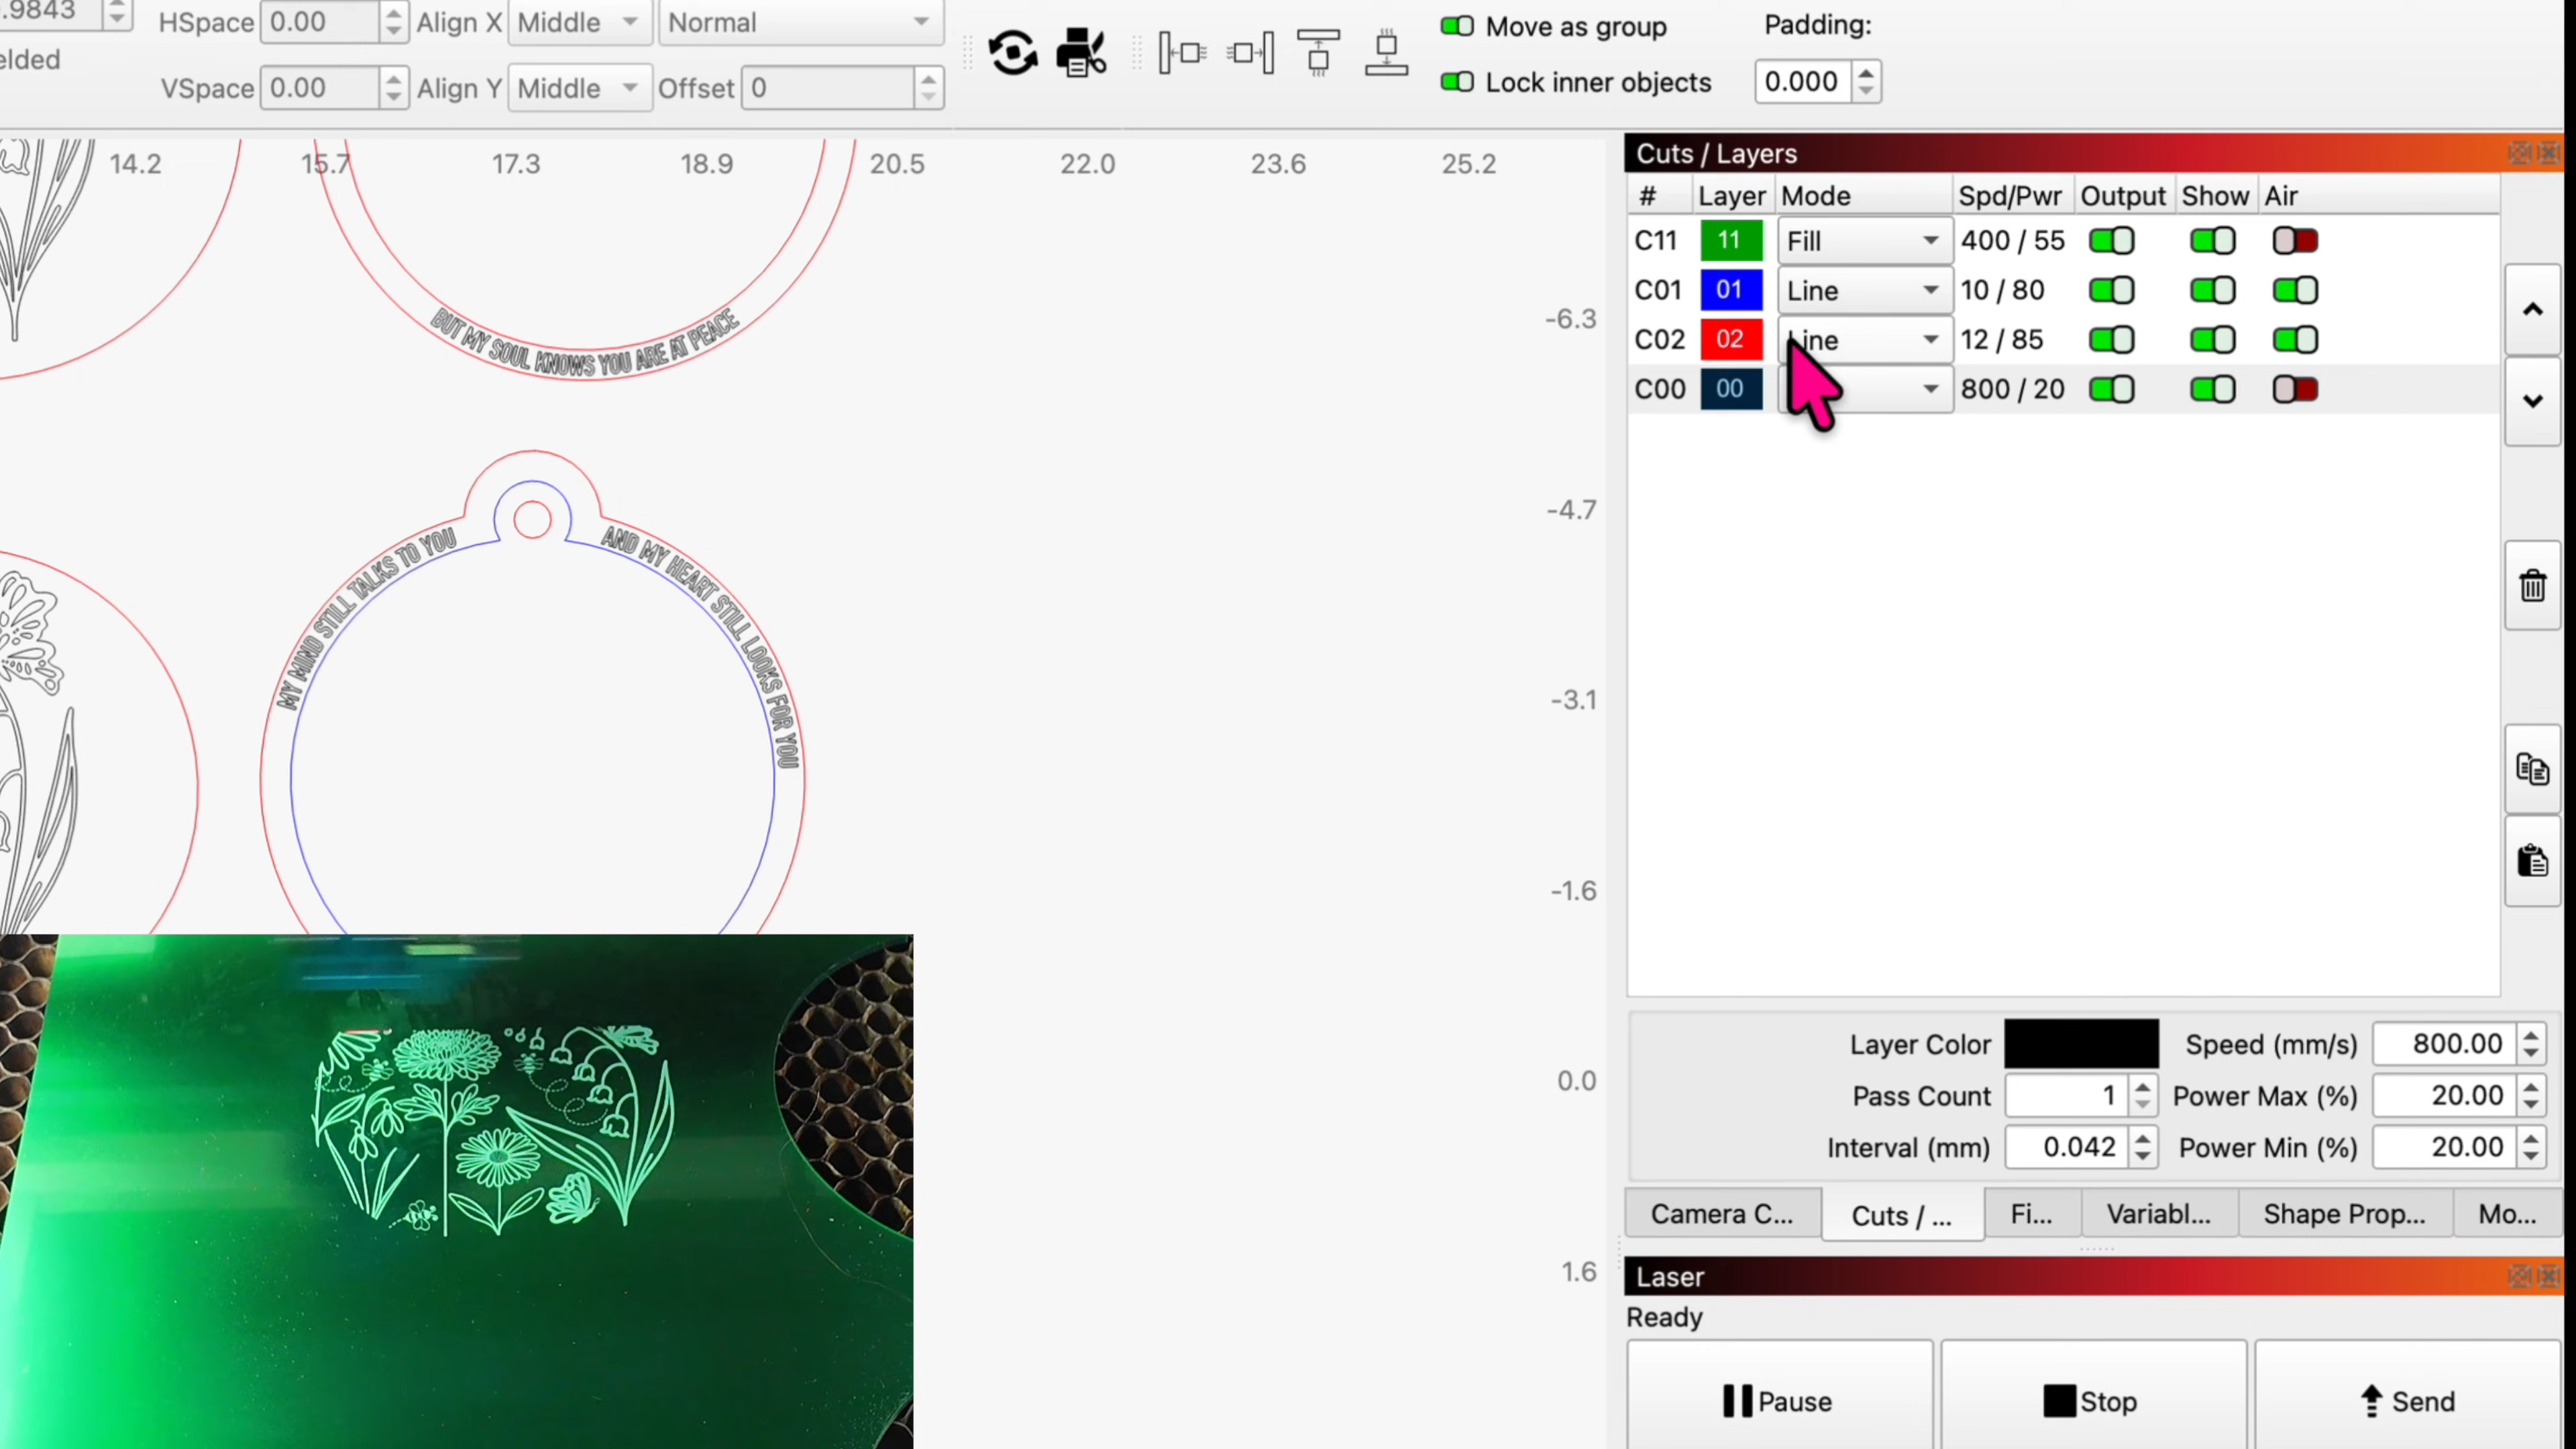 .9843
HSpace 0.00 Align X Middle Normal
Move as group
Padding:
elded
VSpace 0.00 Align Y Middle Offset 0
Lock inner objects
0.000
14.2 15.7 17.3 18.9 20.5 22.0 23.6 25.2
-6.3
-4.7
-3.1
-1.6
0.0
1.6
BUT MY SOUL KNOWS YOU ARE AT PEACE
MY MIND STILL TALKS TO YOU
AND MY HEART STILL LOOKS FOR YOU
Cuts / Layers
# Layer Mode Spd/Pwr Output Show Air
C11 11 Fill 400 / 55
C01 01 Line 10 / 80
C02 02 Line 12 / 85
C00 00 800 / 20
Layer Color Speed (mm/s) 800.00
Pass Count 1 Power Max (%) 20.00
Interval (mm) 0.042 Power Min (%) 20.00
Camera C... Cuts / ... Fi... Variabl... Shape Prop... Mo...
Laser
Ready
Pause Stop Send